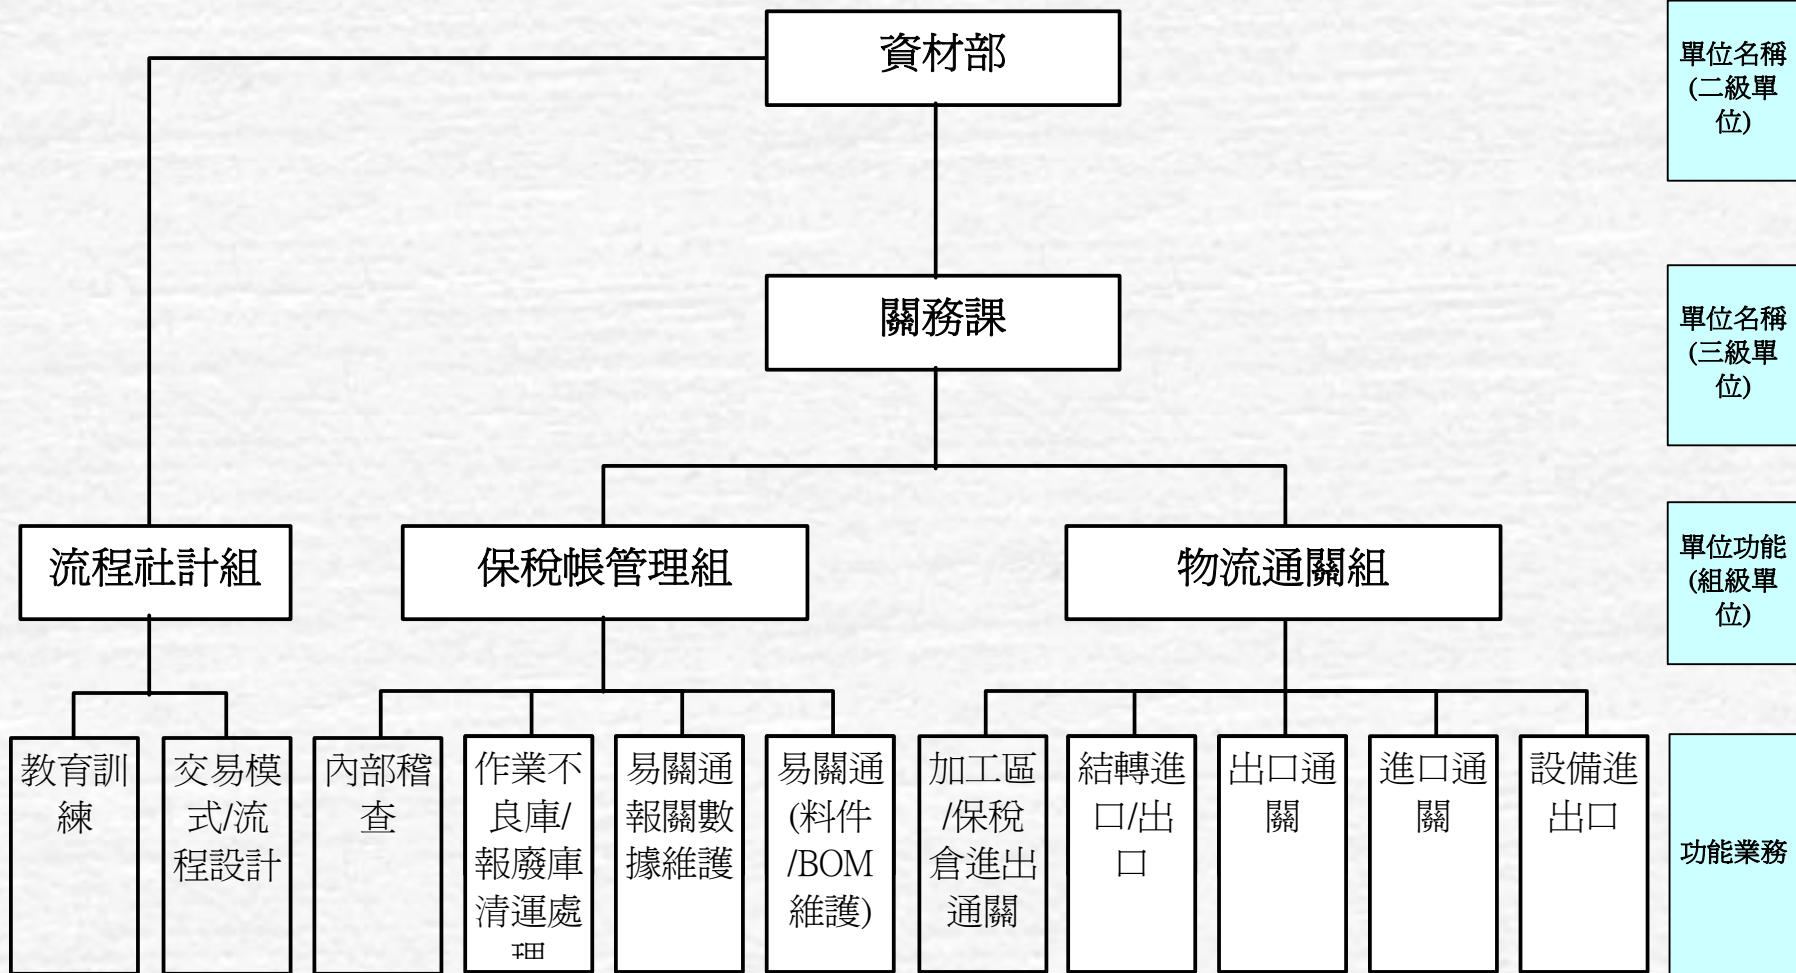 資材部
單位名稱
(二級單
位)
關務課
單位名稱
(三級單
位)
流程社計組
保稅帳管理組
物流通關組
單位功能
(組級單
位)
教育訓
練
交易模
式/流
程設計
內部稽
查
作業不
良庫/
報廢庫
清運處
理
易關通
報關數
據維護
易關通
(料件
/BOM
維護)
加工區
/保稅
倉進出
通關
結轉進
口/出
口
出口通
關
進口通
關
設備進
出口
功能業務